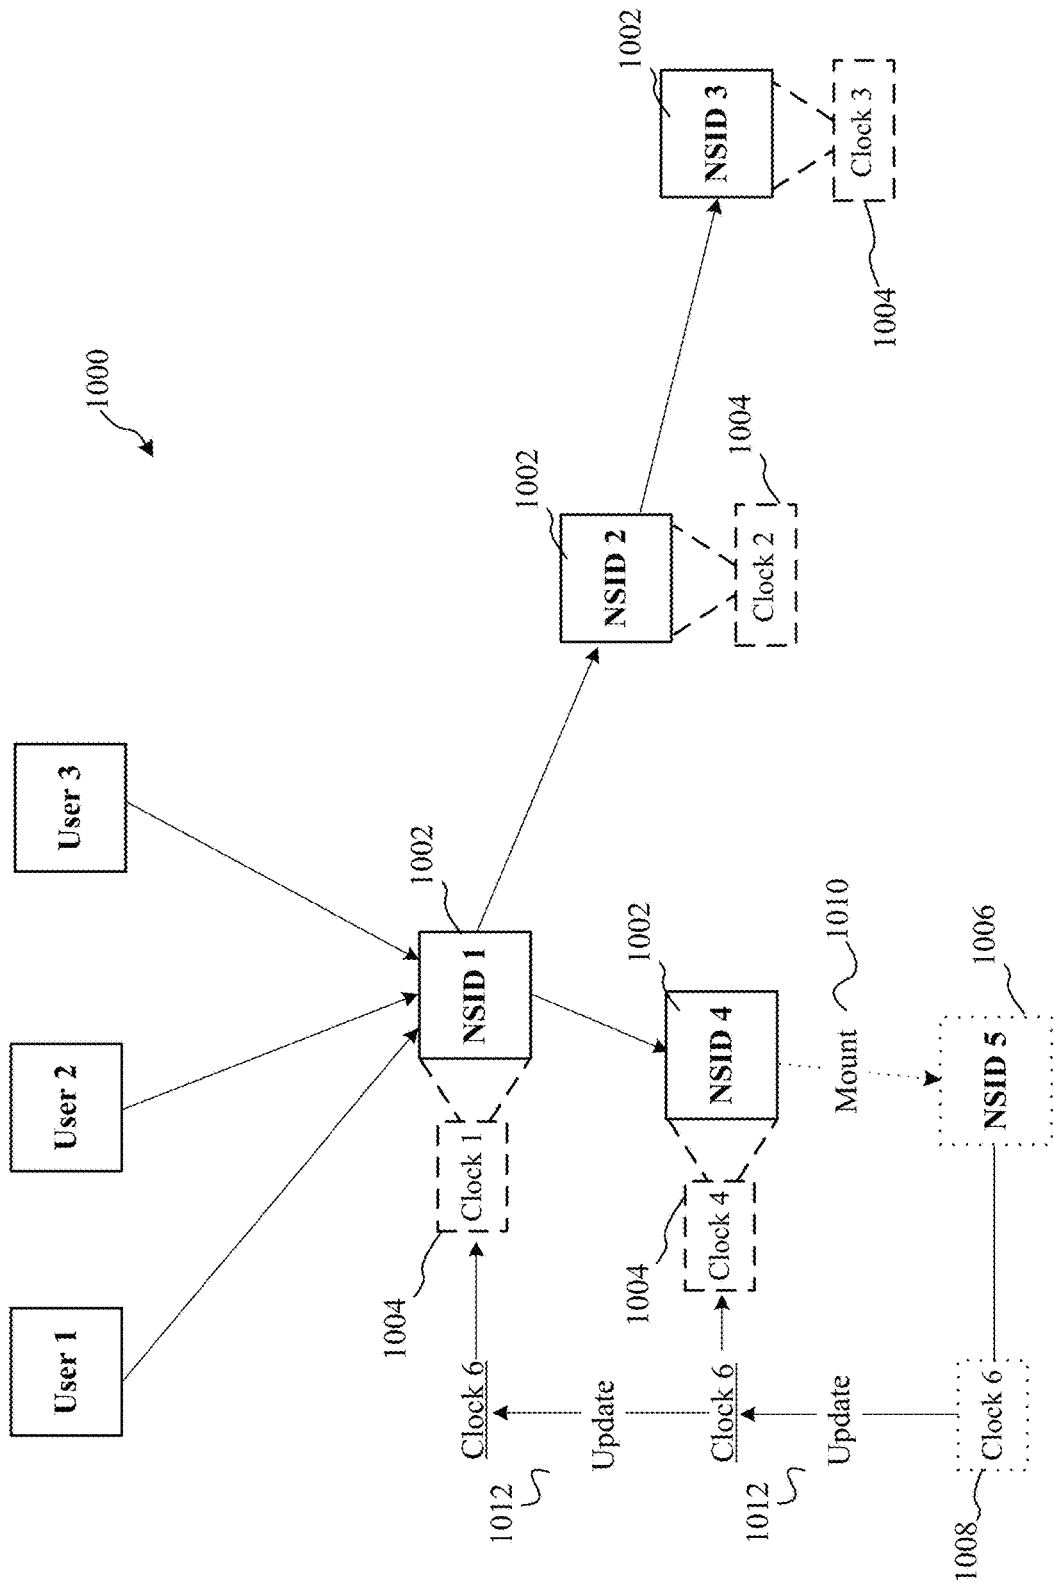 1000
User 1
User 2
User 3
1002
NSID 1
1004
Clock 1
Clock 6
1012
Update
1002
NSID 2
Clock 2
1004
1002
NSID 3
Clock 3
1004
1002
NSID 4
1004
Clock 4
Clock 6
1012
Update
Mount
1010
1006
NSID 5
Clock 6
1008